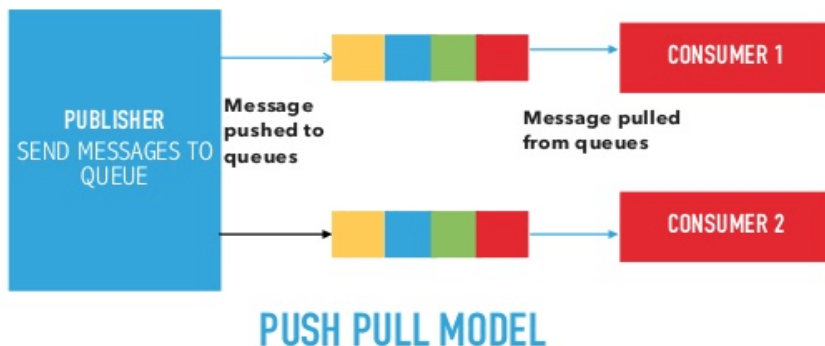 PUBLISHER
SEND MESSAGES TO
QUEUE
Message
pushed to
queues
Message pulled
from queues
CONSUMER 1
CONSUMER 2
PUSH PULL MODEL